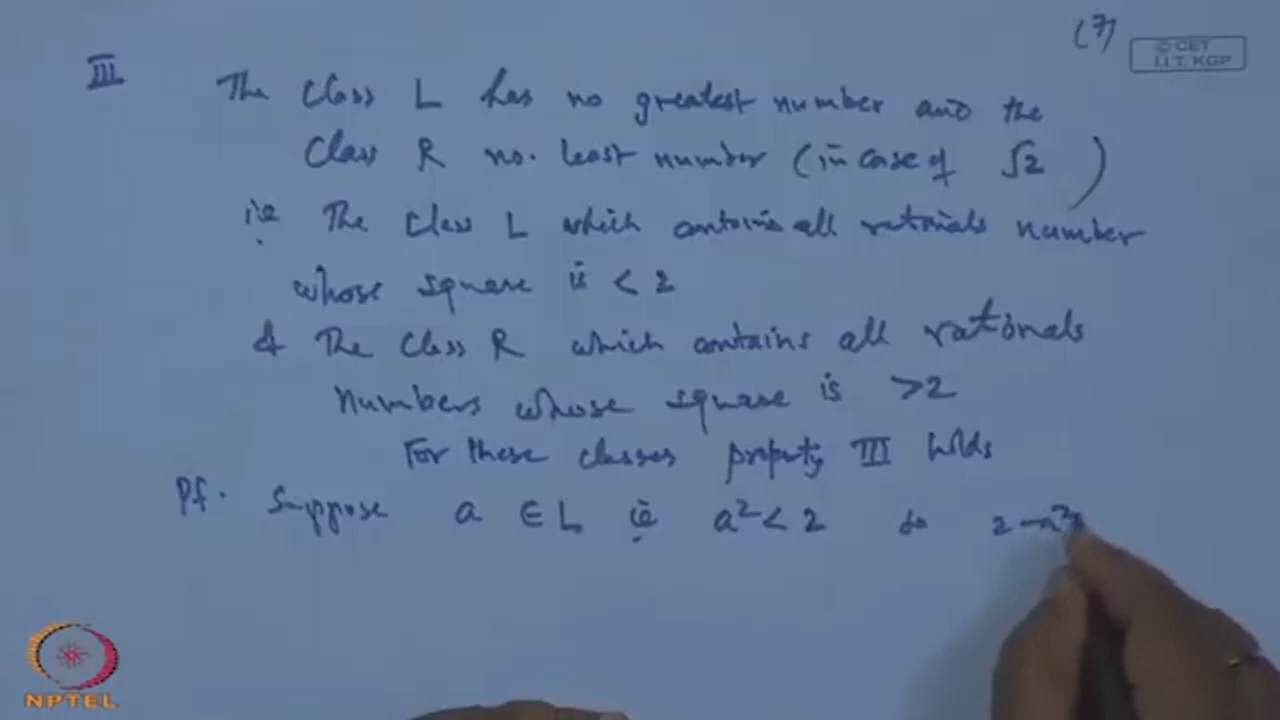 (7)
© CET
I.I.T. KGP
III The Class L has no greatest number and the
Class R no. least number (in case of √2)
i.e The Class L which contains all rationals number
whose square is < 2
& The Class R which contains all rationals
Numbers whose square is > 2
For these classes property III holds
Pf. Suppose a ∈ L ie a² < 2 so 2 - a²
NPTEL